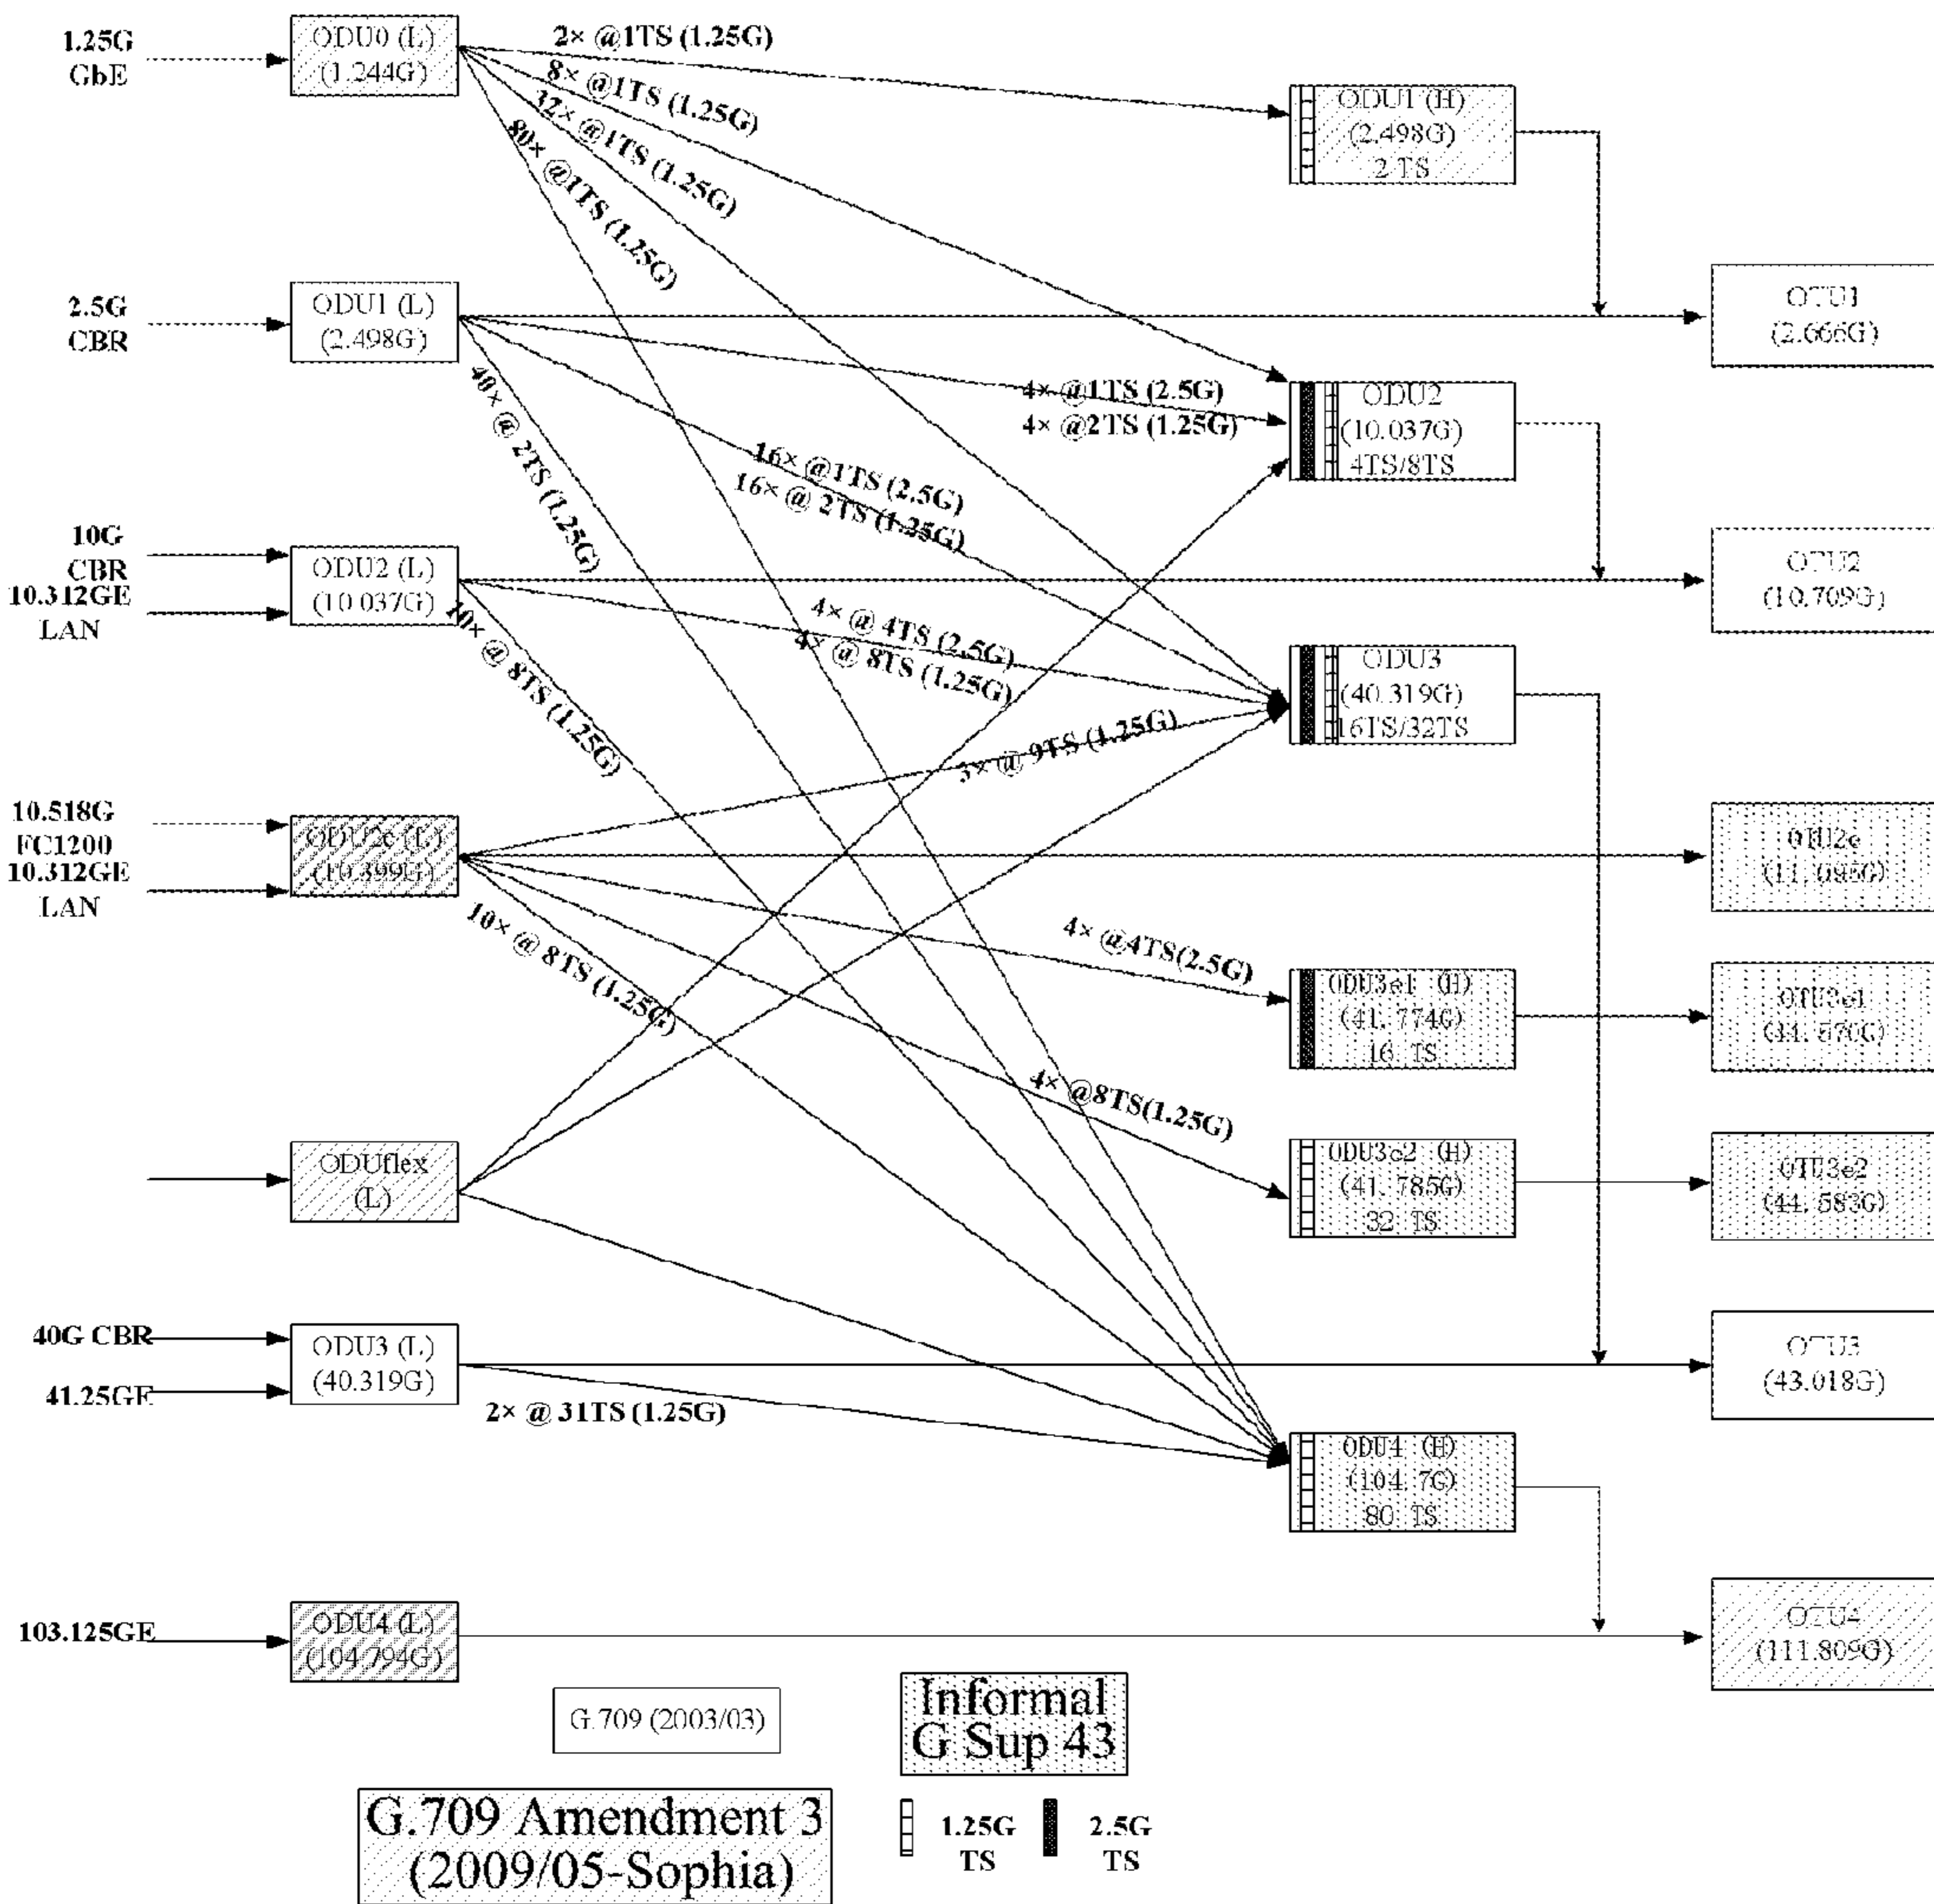 1.25G
GbE
ODU0 (L)
(1.244G)
2× @1TS (1.25G)
8× @1TS (1.25G)
32× @1TS (1.25G)
80× @1TS (1.25G)
ODU1 (H)
(2.498G)
2 TS
2.5G
CBR
ODU1 (L)
(2.498G)
OTU1
(2.666G)
4× @1TS (2.5G)
4× @2TS (1.25G)
ODU2
(10.037G)
4TS/8TS
40× @ 2TS (1.25G)
16× @1TS (2.5G)
16× @ 2TS (1.25G)
10G
CBR
10.312GE
LAN
ODU2 (L)
(10.037G)
OTU2
(10.709G)
10× @ 8TS (1.25G)
4× @ 4TS (2.5G)
4× @ 8TS (1.25G)
ODU3
(40.319G)
16TS/32TS
3× @ 9TS (1.25G)
10.518G
FC1200
10.312GE
LAN
ODU2e (L)
(10.399G)
OTU2e
(11.095G)
10× @ 8TS (1.25G)
4× @4TS(2.5G)
ODU3e1 (H)
(41.774G)
16 TS
OTU3e1
(44.570G)
4× @8TS(1.25G)
ODU3e2 (H)
(41.785G)
32 TS
OTU3e2
(44.583G)
ODUflex
(L)
40G CBR
41.25GE
ODU3 (L)
(40.319G)
OTU3
(43.018G)
2× @ 31TS (1.25G)
ODU4 (H)
(104.7G)
80 TS
103.125GE
ODU4 (L)
(104.794G)
OTU4
(111.809G)
G.709 (2003/03)
Informal
G Sup 43
G.709 Amendment 3
(2009/05-Sophia)
1.25G
TS
2.5G
TS